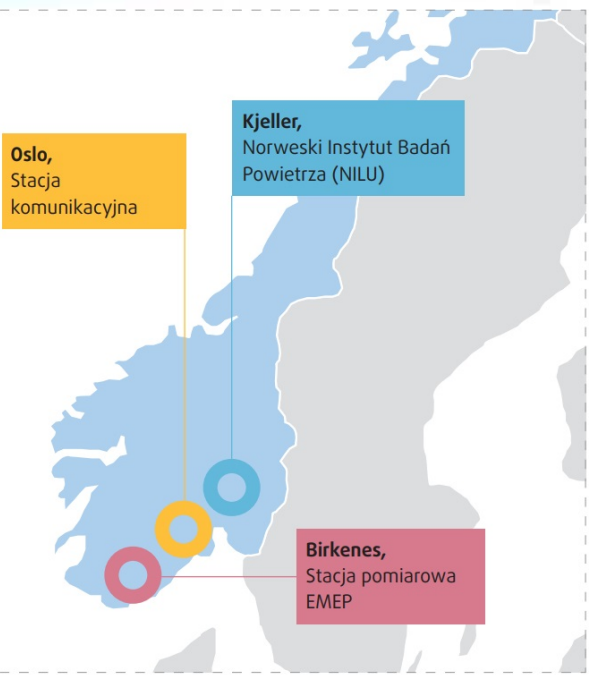 Kjeller,
Norweski Instytut Badań
Powietrza (NILU)
Oslo,
Stacja
komunikacyjna
Birkenes,
Stacja pomiarowa
EMEP